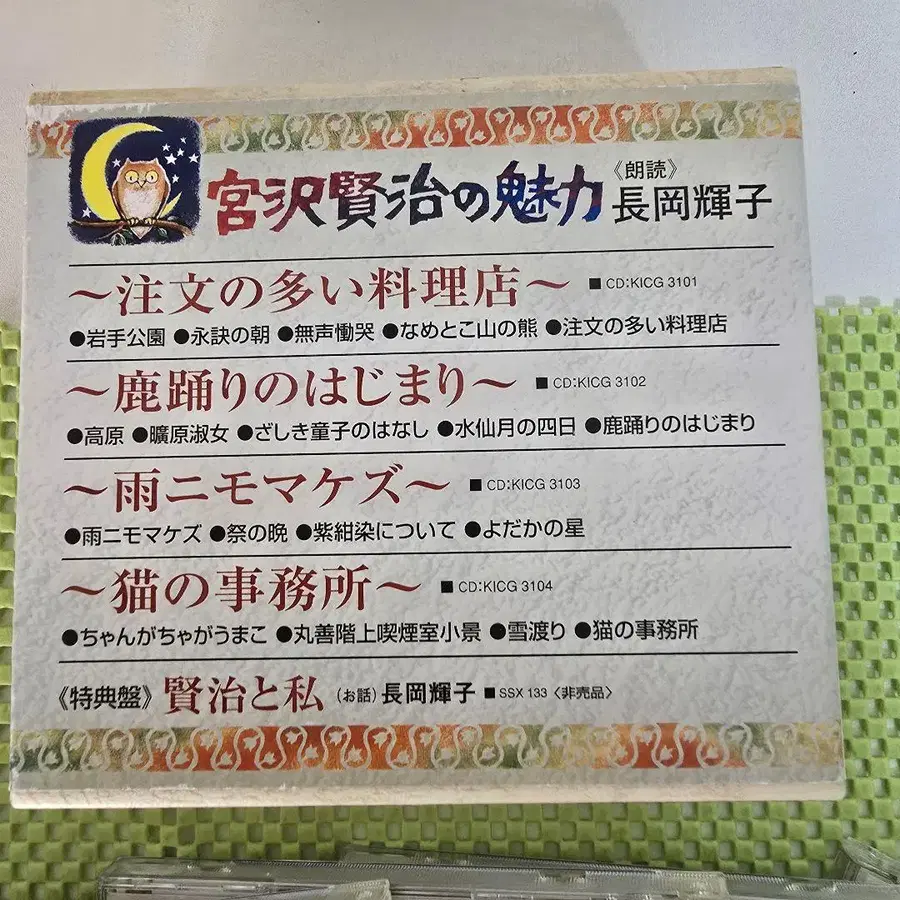 宮沢賢治の魅力 《朗読》 長岡輝子
～注文の多い料理店～ ■CD:KICG 3101
●岩手公園 ●永訣の朝 ●無声慟哭 ●なめとこ山の熊 ●注文の多い料理店
～鹿踊りのはじまり～ ■CD:KICG 3102
●高原 ●曠原淑女 ●ざしき童子のはなし ●水仙月の四日 ●鹿踊りのはじまり
～雨ニモマケズ～ ■CD:KICG 3103
●雨ニモマケズ ●祭の晩 ●紫紺染について ●よだかの星
～猫の事務所～ ■CD:KICG 3104
●ちゃんがちゃがうまこ ●丸善階上喫煙室小景 ●雪渡り ●猫の事務所
《特典盤》 賢治と私 (お話) 長岡輝子 ■SSX 133〈非売品〉